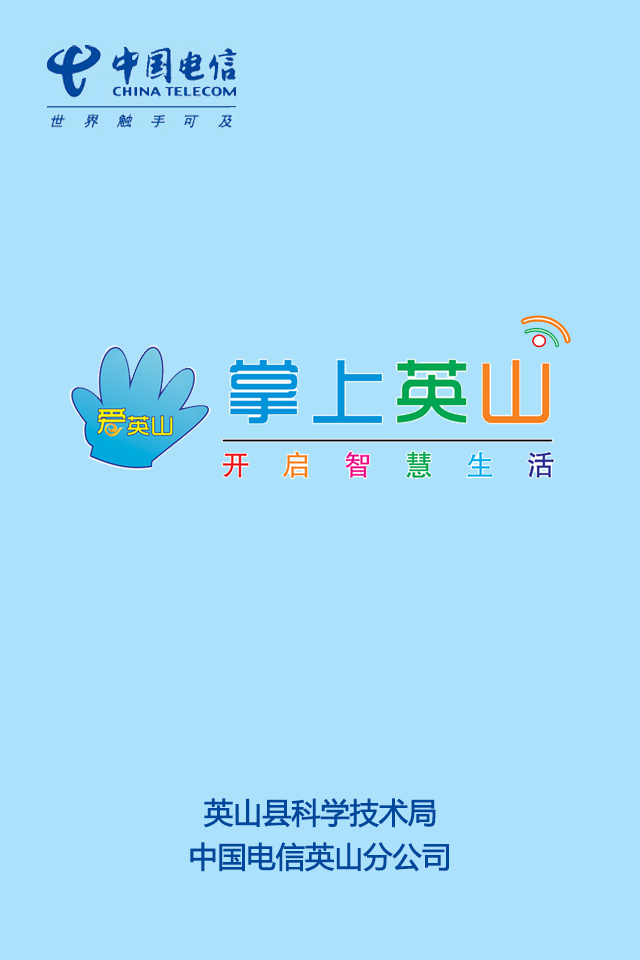 中国电信
CHINA TELECOM
世界触手可及
爱英山
掌上英山
开启智慧生活
英山县科学技术局
中国电信英山分公司